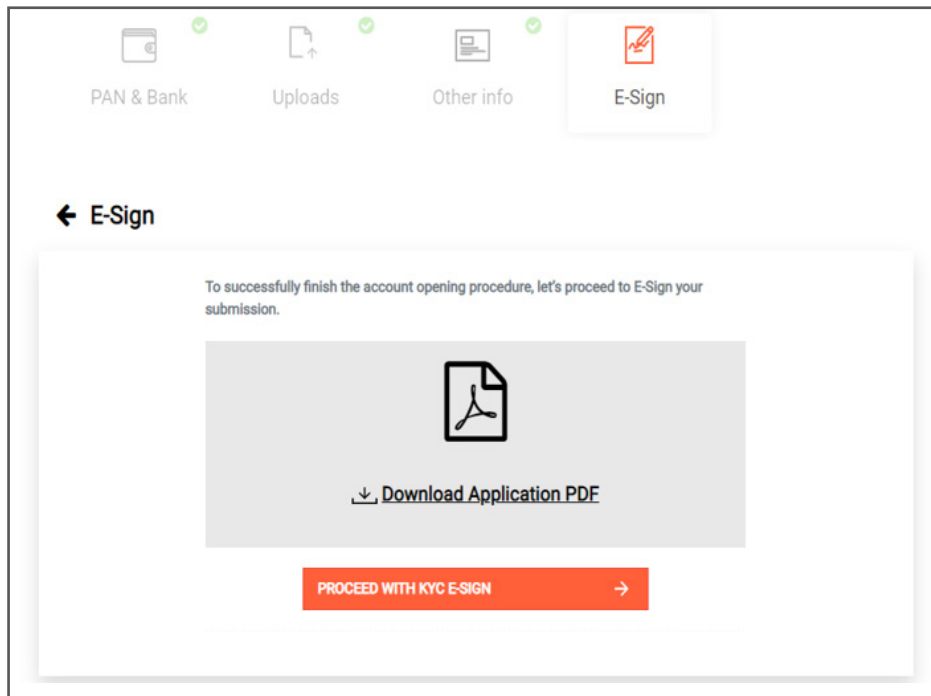 PAN & Bank
Uploads
Other info
E-Sign
E-Sign
To successfully finish the account opening procedure, let's proceed to E-Sign your
submission.
Download Application PDF
PROCEED WITH KYC E-SIGN